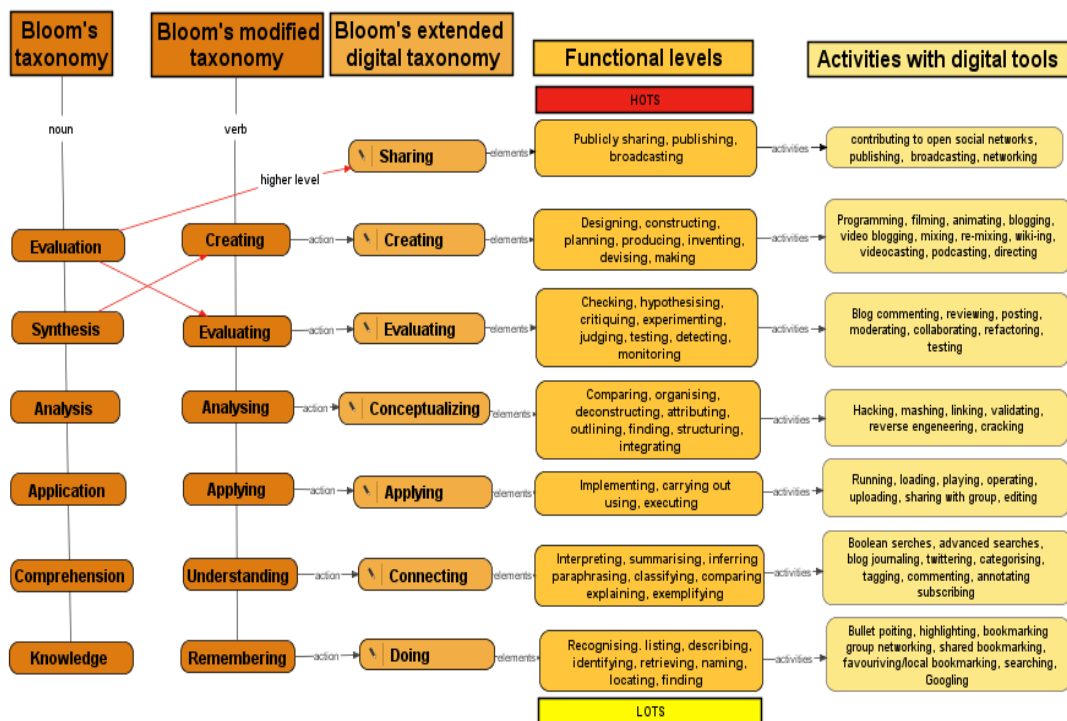 Bloom's
taxonomy
Bloom's modified
taxonomy
Bloom's extended
digital taxonomy
Functional levels
Activities with digital tools
HOTS
noun
verb
higher level
Sharing
elements
Publicly sharing, publishing,
broadcasting
activities
contributing to open social networks,
publishing, broadcasting, networking
Evaluation
Creating
action
Creating
elements
Designing, constructing,
planning, producing, inventing,
devising, making
activities
Programming, filming, animating, blogging,
video blogging, mixing, re-mixing, wiki-ing,
videocasting, podcasting, directing
Synthesis
Evaluating
action
Evaluating
elements
Checking, hypothesising,
critiquing, experimenting,
judging, testing, detecting,
monitoring
activities
Blog commenting, reviewing, posting,
moderating, collaborating, refactoring,
testing
Analysis
Analysing
action
Conceptualizing
elements
Comparing, organising,
deconstructing, attributing,
outlining, finding, structuring,
integrating
activities
Hacking, mashing, linking, validating,
reverse engeneering, cracking
Application
Applying
action
Applying
elements
Implementing, carrying out
using, executing
activities
Running, loading, playing, operating,
uploading, sharing with group, editing
Comprehension
Understanding
action
Connecting
elements
Interpreting, summarising, inferring
paraphrasing, classifying, comparing
explaining, exemplifying
activities
Boolean serches, advanced searches,
blog journaling, twittering, categorising,
tagging, commenting, annotating
subscribing
Knowledge
Remembering
action
Doing
elements
Recognising. listing, describing,
identifying, retrieving, naming,
locating, finding
activities
Bullet poiting, highlighting, bookmarking
group networking, shared bookmarking,
favouriving/local bookmarking, searching,
Googling
LOTS